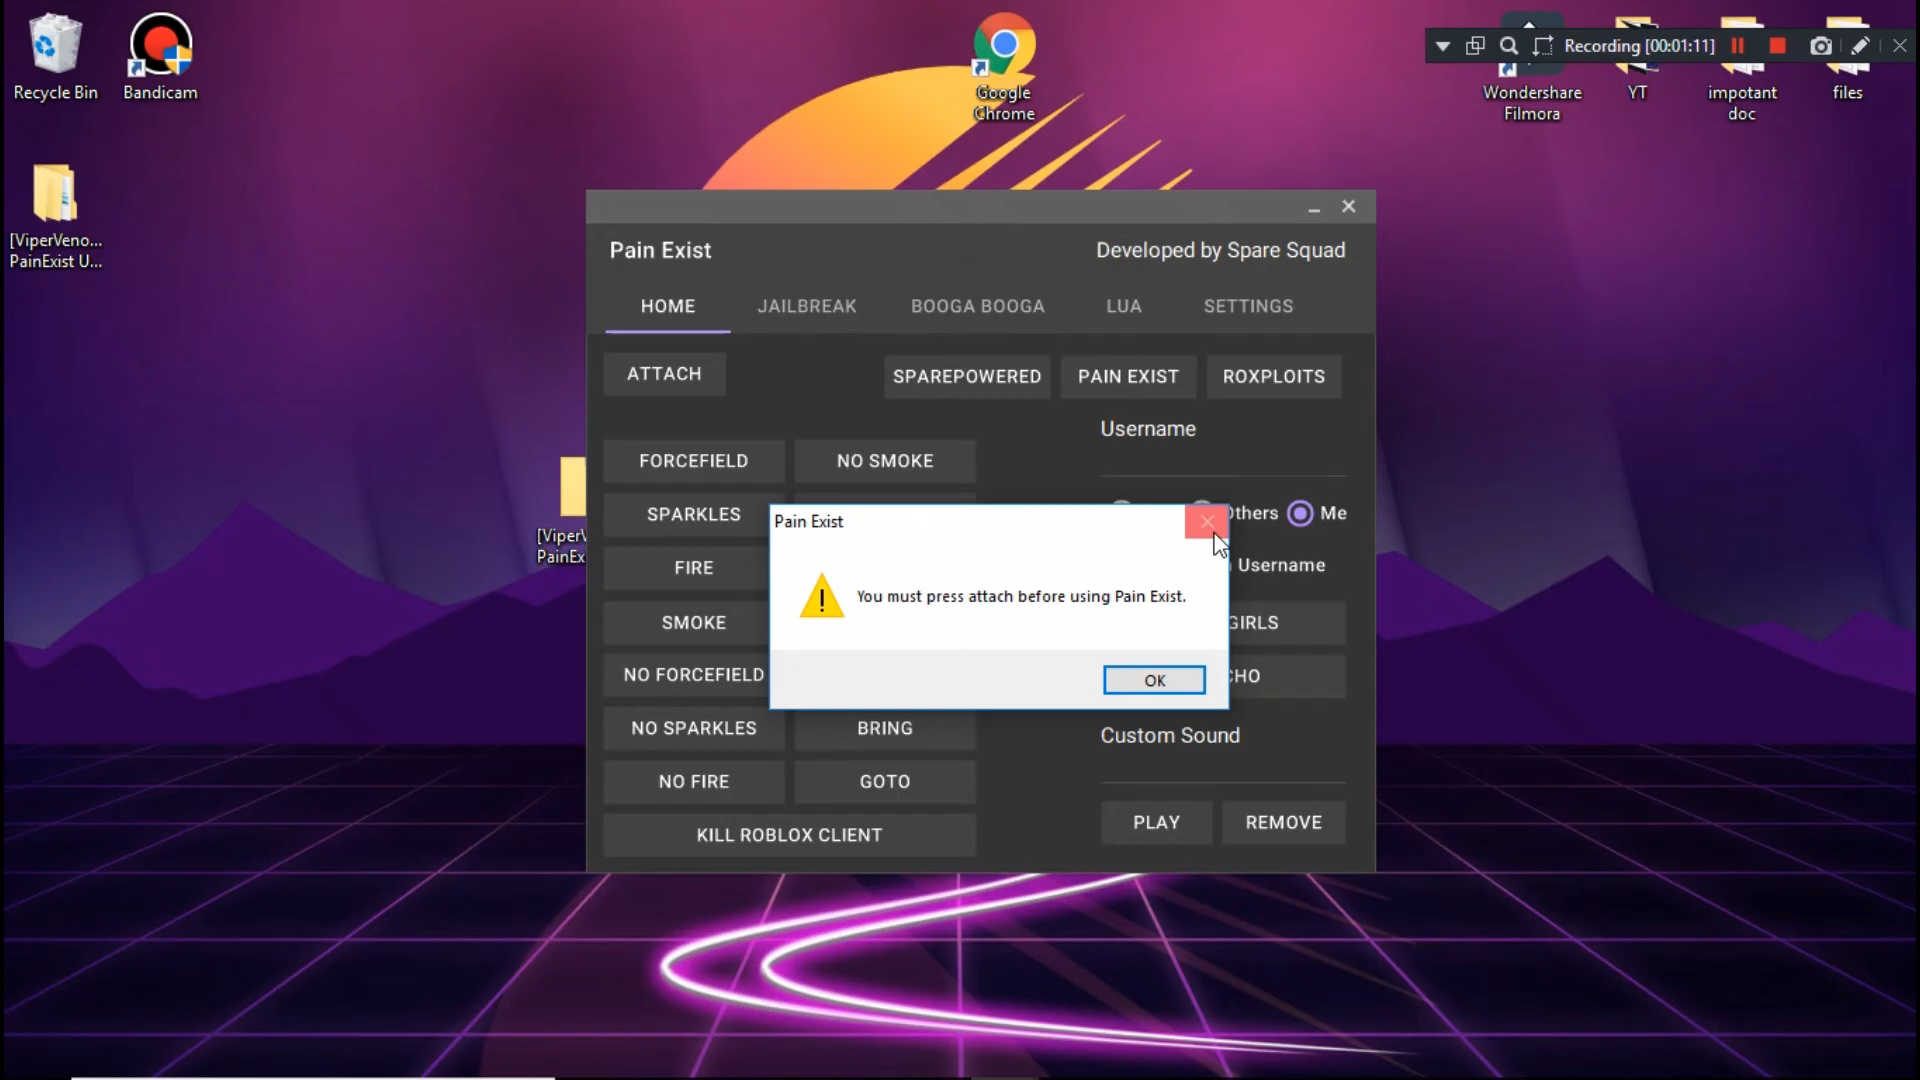 Recycle Bin
Bandicam
Google
Chrome
Recording [00:01:11]
Wondershare
Filmora
YT
impotant
doc
files
[ViperVeno...
PainExist U...
Pain Exist
Developed by Spare Squad
HOME
JAILBREAK
BOOGA BOOGA
LUA
SETTINGS
ATTACH
SPAREPOWERED
PAIN EXIST
ROXPLOITS
Username
FORCEFIELD
NO SMOKE
SPARKLES
Others
Me
FIRE
Username
SMOKE
GIRLS
NO FORCEFIELD
NO SPARKLES
BRING
Custom Sound
NO FIRE
GOTO
PLAY
REMOVE
KILL ROBLOX CLIENT
Pain Exist
You must press attach before using Pain Exist.
OK